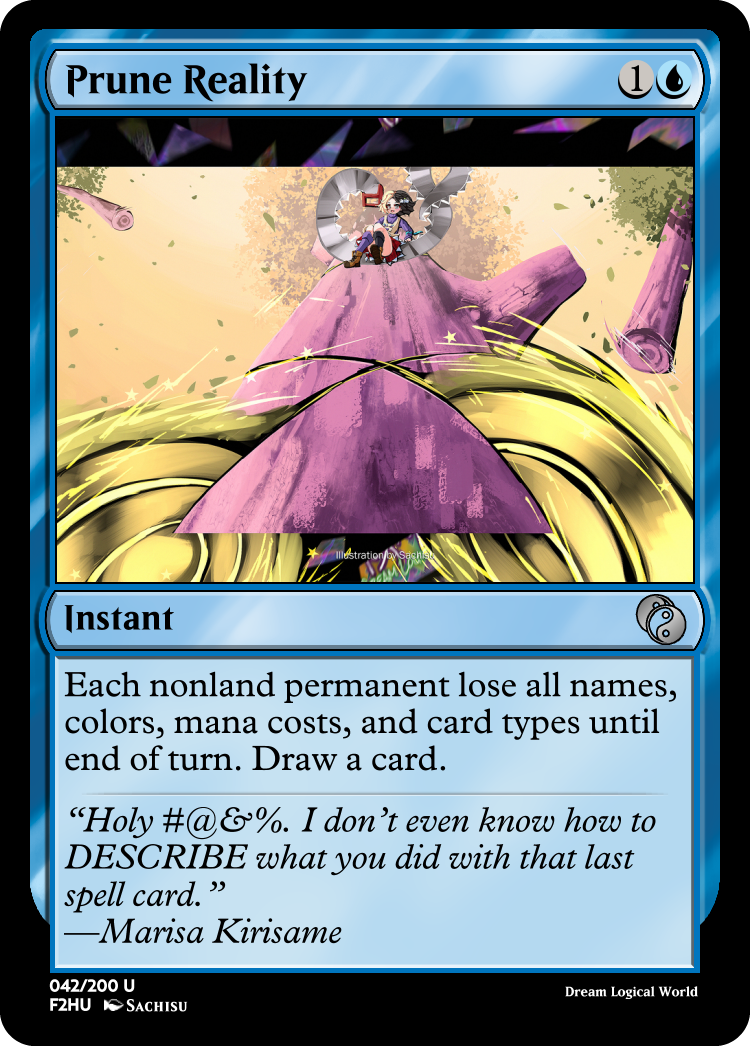 Prune Reality
1
Illustration by Sachisu
Instant
Each nonland permanent lose all names,
colors, mana costs, and card types until
end of turn. Draw a card.
“Holy #@&%. I don’t even know how to
DESCRIBE what you did with that last
spell card.”
—Marisa Kirisame
042/200 U
F2HU Sachisu
Dream Logical World